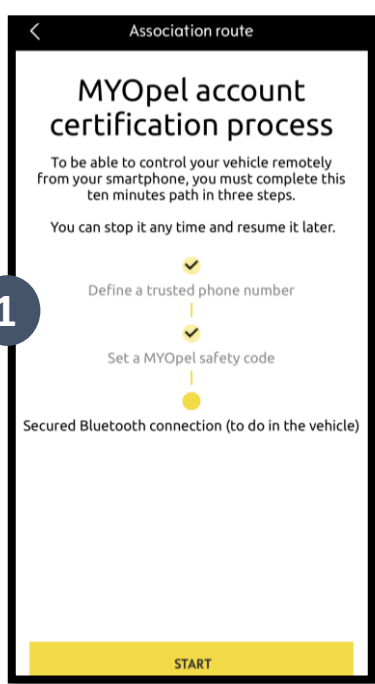 Association route
MYOpel account
certification process
To be able to control your vehicle remotely
from your smartphone, you must complete this
ten minutes path in three steps.
You can stop it any time and resume it later.
Define a trusted phone number
1
Set a MYOpel safety code
Secured Bluetooth connection (to do in the vehicle)
START